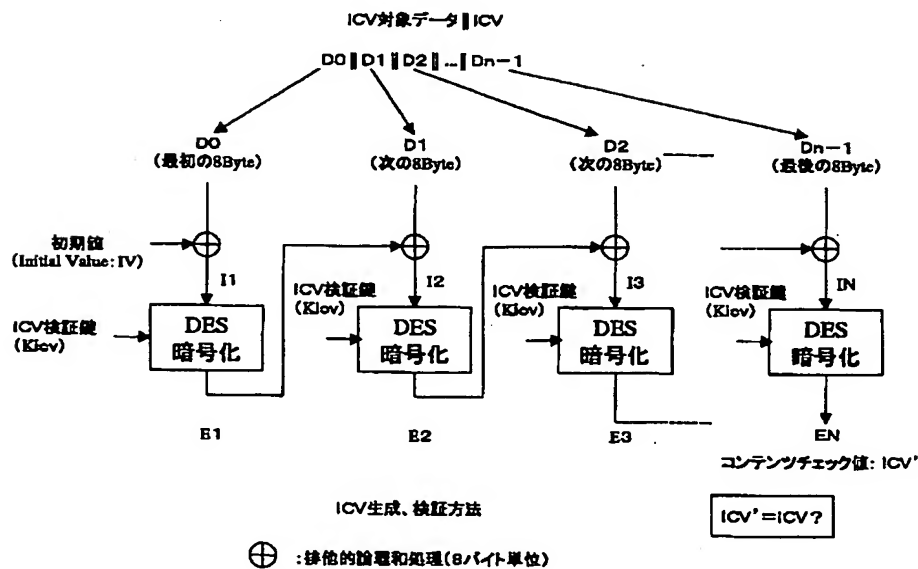 ICV対象データ‖ICV
D0‖D1‖D2‖...‖Dn-1
D0
(最初の8Byte)
D1
(次の8Byte)
D2
(次の8Byte)
Dn-1
(最後の8Byte)
初期値
(Initial Value: IV)
I1
I2
I3
IN
ICV検証鍵
(Kicv)
DES
暗号化
ICV検証鍵
(Kicv)
DES
暗号化
ICV検証鍵
(Kicv)
DES
暗号化
ICV検証鍵
(Kicv)
DES
暗号化
E1
E2
E3
EN
コンテンツチェック値: ICV'
ICV生成、検証方法
ICV'=ICV?
⊕ :排他的論理和処理(8バイト単位)